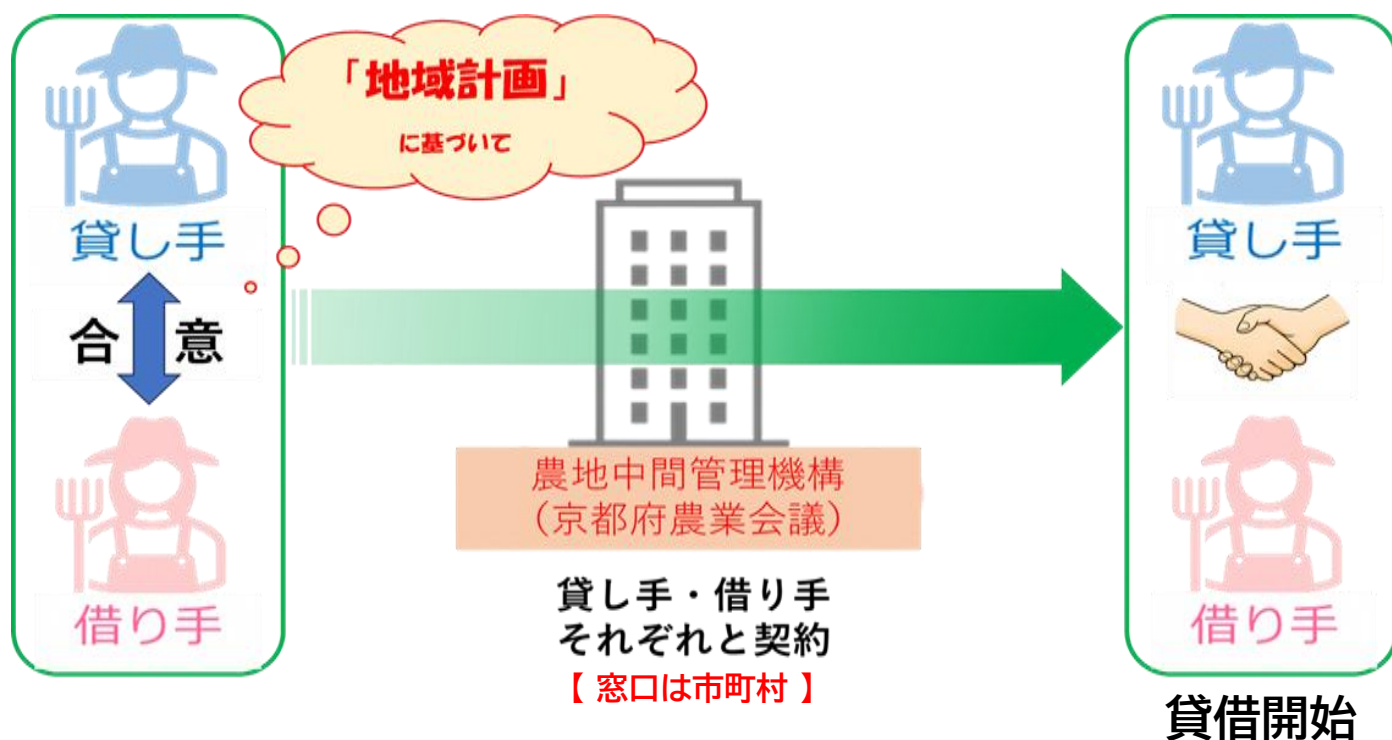 「地域計画」
に基づいて
貸し手
合意
借り手
農地中間管理機構
(京都府農業会議)
貸し手・借り手
それぞれと契約
【 窓口は市町村 】
貸し手
借り手
貸借開始